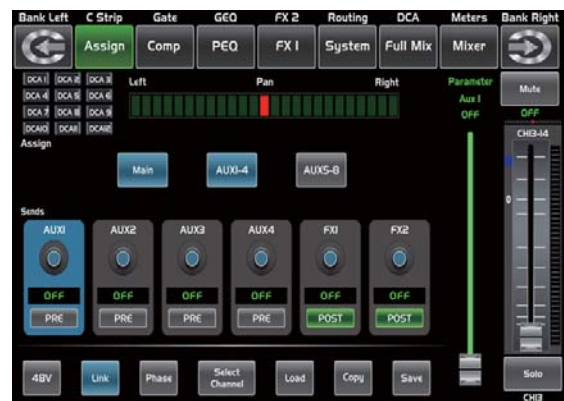 Bank Left C Strip Gate GEQ FX 2 Routing DCA Meters Bank Right
Assign Comp PEQ FX 1 System Full Mix Mixer
DCA 1 DCA 2 DCA 3
DCA 4 DCA 5 DCA 6
DCA 7 DCA 8 DCA 9
DCA10 DCA11 DCA12
Left Pan Right
Parameter
Aux 1
OFF
Mute
OFF
CH13-14
Assign
Main AUX1-4 AUX5-8
0
Sends
AUX1 AUX2 AUX3 AUX4 FX1 FX2
OFF OFF OFF OFF OFF OFF
PRE PRE PRE PRE POST POST
48V Link Phase Select Channel Load Copy Save
Solo
CH13